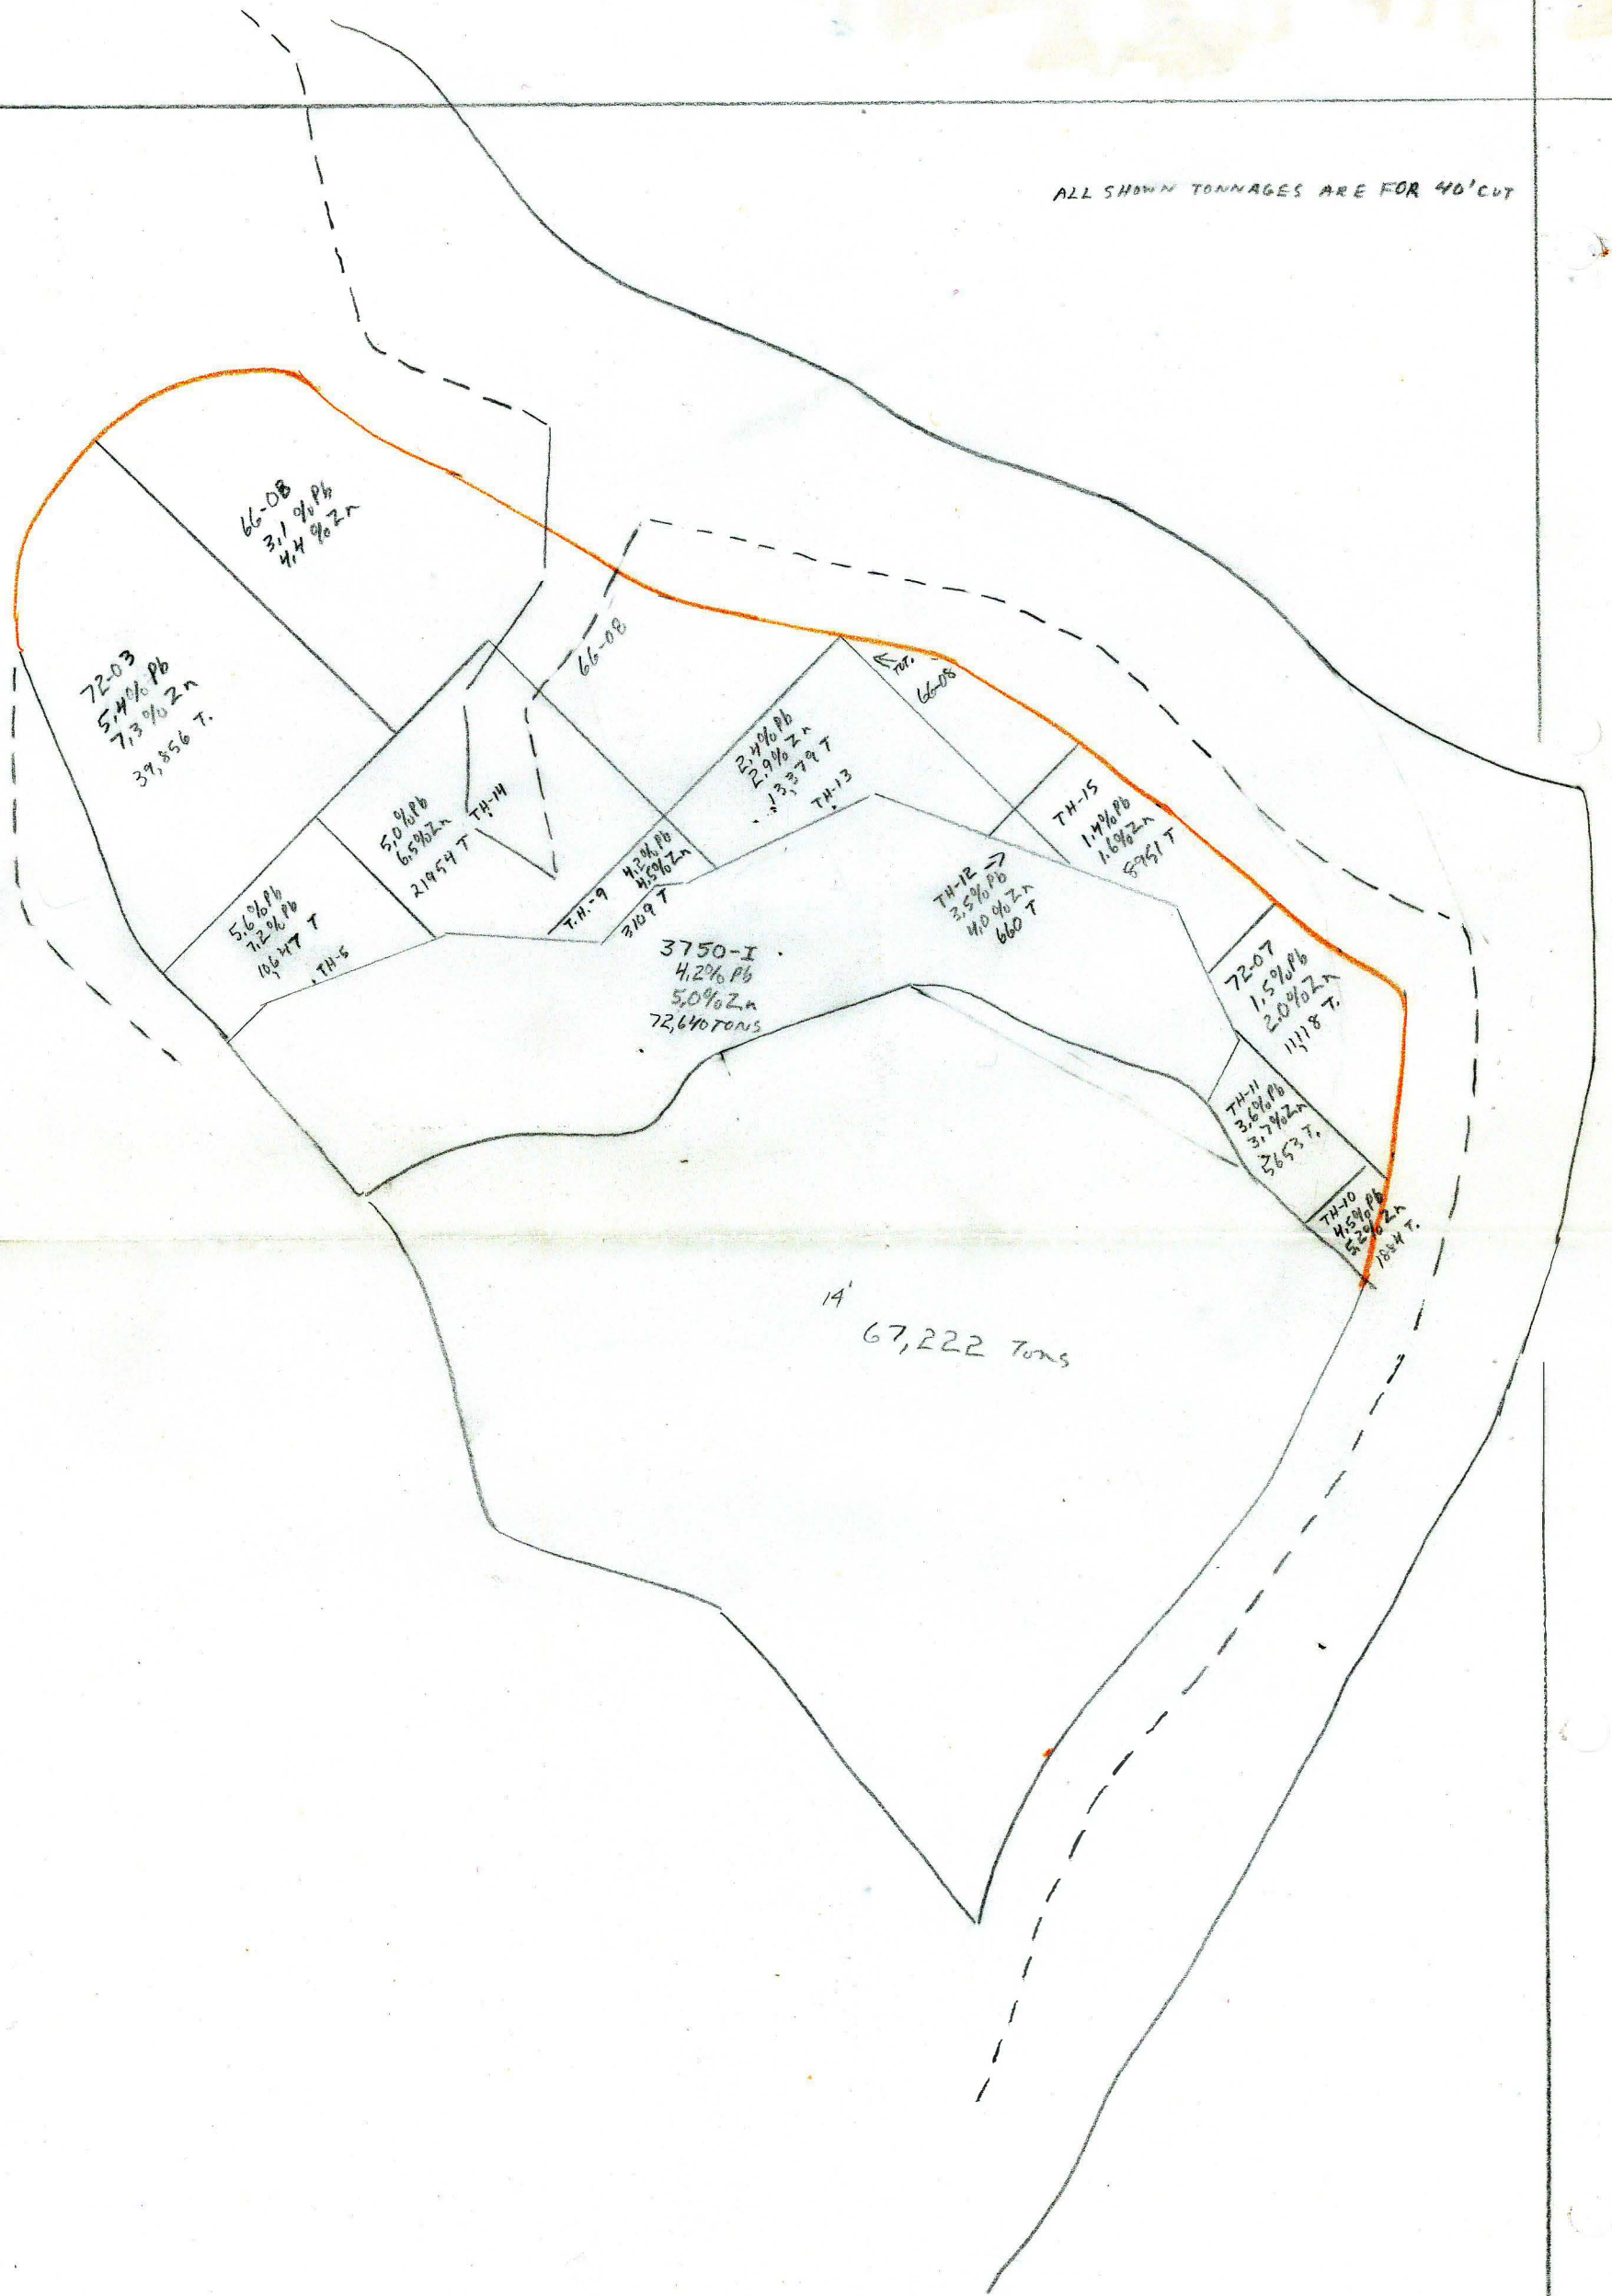 ALL SHOWN TONNAGES ARE FOR 40' CUT
66-08
3.1 % Pb
4.4 % Zn
72-03
5.4% Pb
7.3% Zn
39,856 T.
66-08
← TOT.
66-08
2.4% Pb
2.9% Zn
13,379 T
TH-13
5.0% Pb
6.5% Zn
21954 T
TH-14
T.H.-9
4.2% Pb
4.5% Zn
3109 T
TH-15
1.4% Pb
1.6% Zn
8951 T
5.6% Pb
7.2% Pb
10,647 T
TH-5
TH-12 →
3.5% Pb
4.0% Zn
660 T
3750-I
4.2% Pb
5.0% Zn
72,640 TONS
72-07
1.5% Pb
2.0% Zn
11,118 T.
TH-11
3.6% Pb
3.7% Zn
5653 T.
TH-10
4.5% Pb
5.2% Zn
1884 T.
14'
67,222 Tons